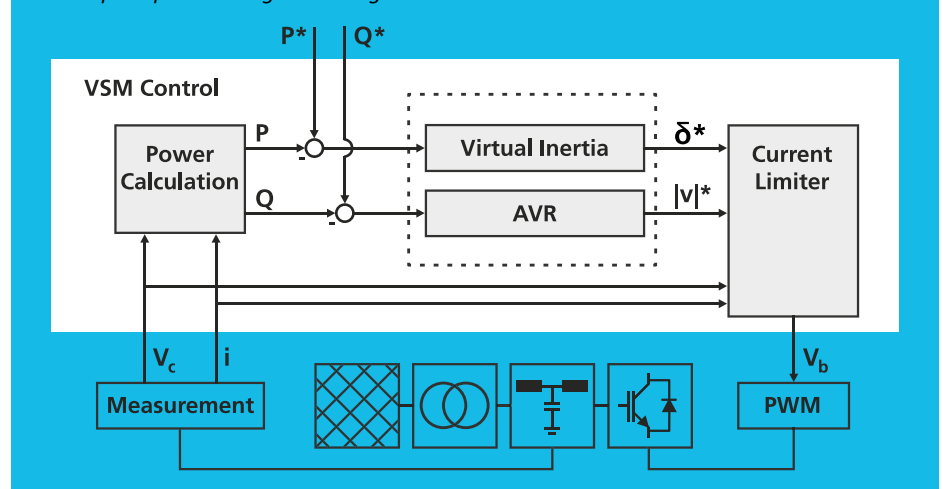 P*
Q*
VSM Control
P
Power
Calculation
Q
-
-
Virtual Inertia
AVR
δ*
|v|*
Current
Limiter
Vc
i
Vb
Measurement
PWM